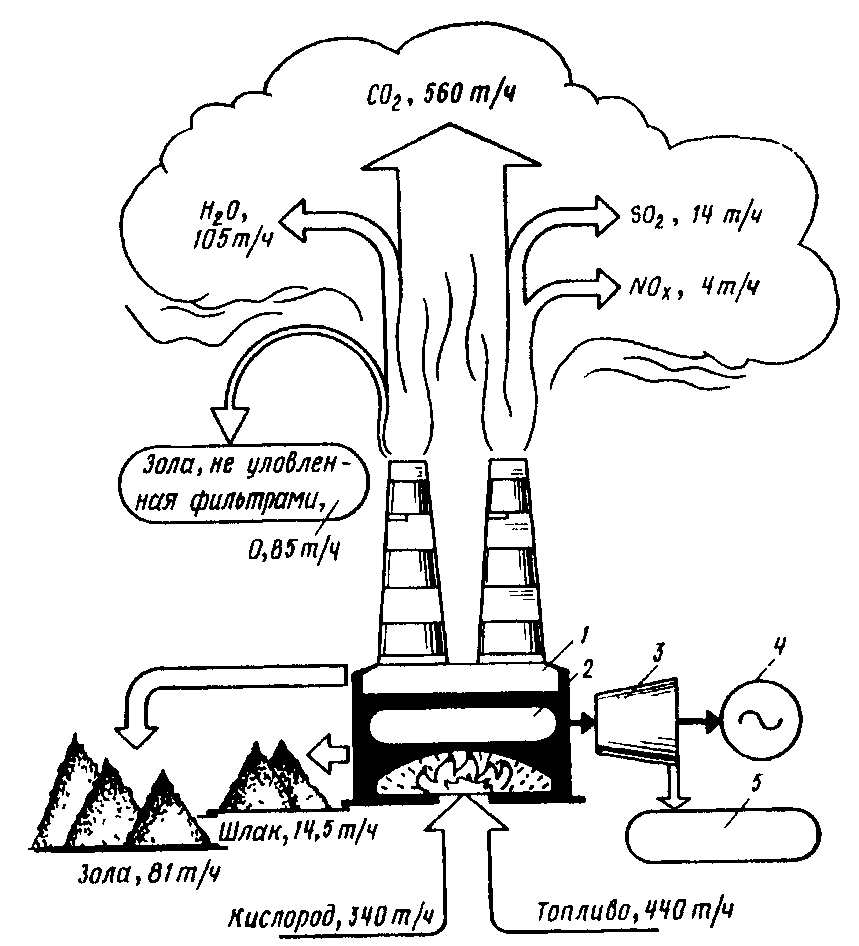 CO₂, 560 т/ч
H₂O,
105 т/ч
SO₂, 14 т/ч
NOₓ, 4 т/ч
Зола, не уловлен-
ная фильтрами,
0,85 т/ч
1
2
3
4
5
Шлак, 14,5 т/ч
Зола, 81 т/ч
Кислород, 340 т/ч
Топливо, 440 т/ч